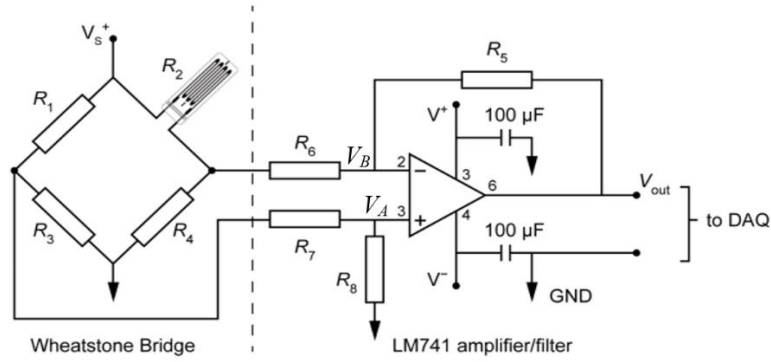 V_S^+
R_2
R_5
R_1
V^+
100 µF
R_6
V_B
2
−
3
6
V_out
V_A
3
+
4
to DAQ
R_3
R_4
R_7
100 µF
R_8
V^−
GND
Wheatstone Bridge
LM741 amplifier/filter